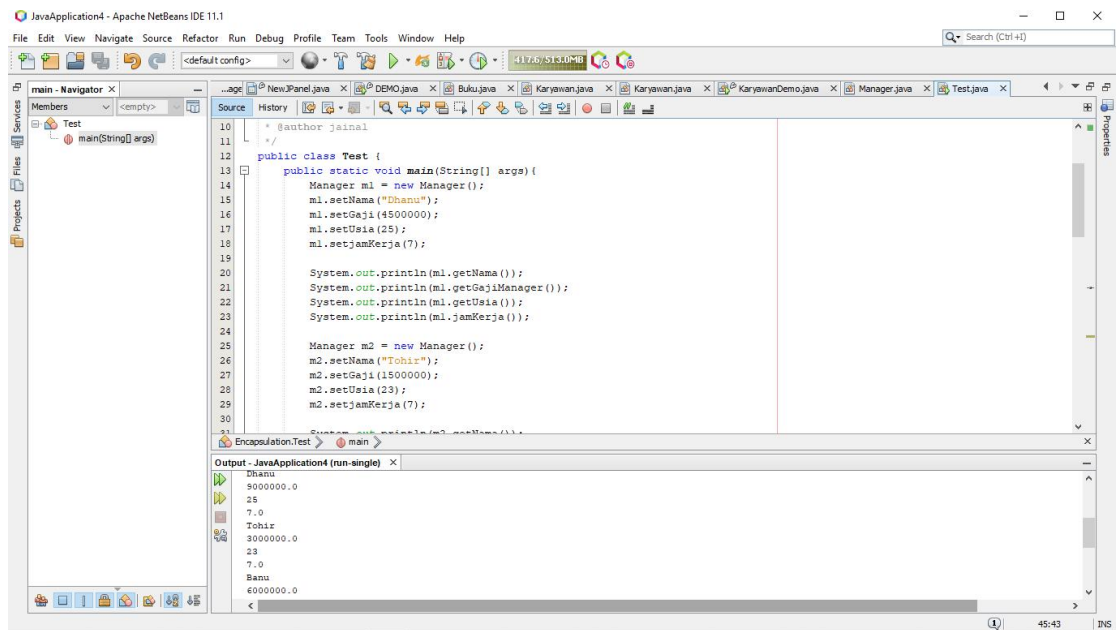 JavaApplication4 - Apache NetBeans IDE 11.1
File Edit View Navigate Source Refactor Run Debug Profile Team Tools Window Help
Search (Ctrl+I)
<default config>
417.6/513.0MB
main - Navigator
Members
<empty>
Test
main(String[] args)
Services
Files
Projects
...age
NewJPanel.java
DEMO.java
Buku.java
Karyawan.java
Karyawan.java
KaryawanDemo.java
Manager.java
Test.java
Source History
Properties
10 * @author jainal
11 */
12 public class Test {
13 public static void main(String[] args){
14 Manager m1 = new Manager();
15 m1.setNama("Dhanu");
16 m1.setGaji(4500000);
17 m1.setUsia(25);
18 m1.setjamKerja(7);
19
20 System.out.println(m1.getNama());
21 System.out.println(m1.getGajiManager());
22 System.out.println(m1.getUsia());
23 System.out.println(m1.jamKerja());
24
25 Manager m2 = new Manager();
26 m2.setNama("Tohir");
27 m2.setGaji(1500000);
28 m2.setUsia(23);
29 m2.setjamKerja(7);
30
31 System.out.println(m2.getNama());
Encapsulation.Test
main
Output - JavaApplication4 (run-single)
Dhanu
9000000.0
25
7.0
Tohir
3000000.0
23
7.0
Banu
6000000.0
1
45:43
INS